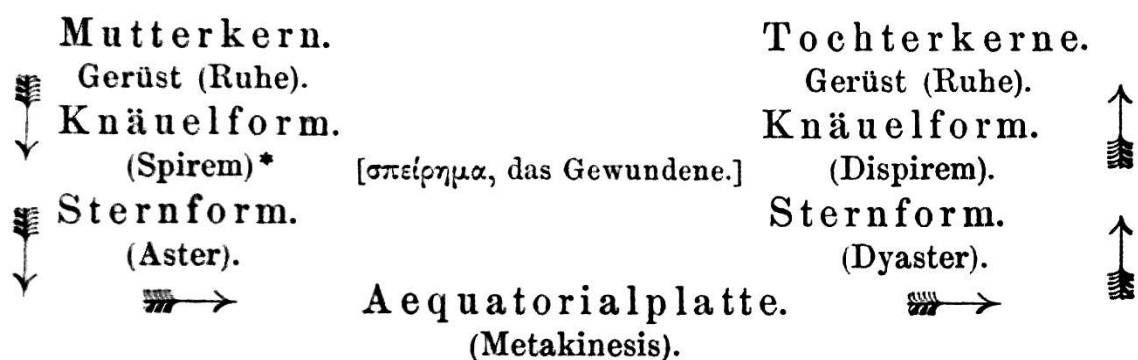 Mutterkern.
Gerüst (Ruhe).
Knäuelform.
(Spirem)*
[σπείρημα, das Gewundene.]
Sternform.
(Aster).
Aequatorialplatte.
(Metakinesis).
Tochterkerne.
Gerüst (Ruhe).
Knäuelform.
(Dispirem).
Sternform.
(Dyaster).